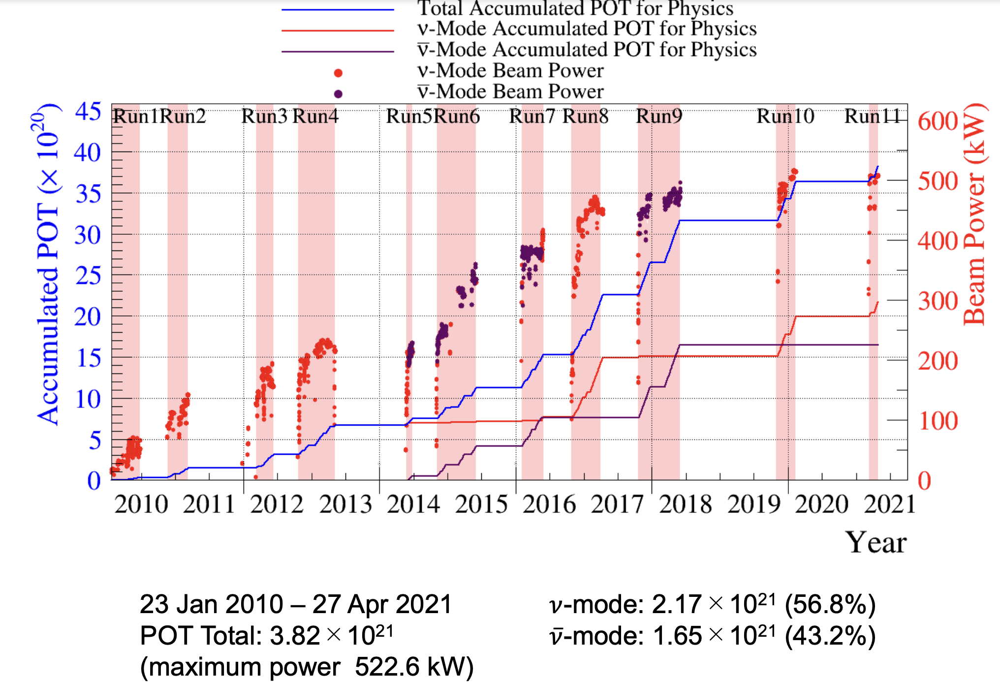 Total Accumulated POT for Physics
ν-Mode Accumulated POT for Physics
ν̅-Mode Accumulated POT for Physics
ν-Mode Beam Power
ν̅-Mode Beam Power
Accumulated POT (× 10²⁰)
45
40
35
30
25
20
15
10
5
0
Run1 Run2 Run3 Run4 Run5 Run6 Run7 Run8 Run9 Run10 Run11
600
500
400
300
200
100
0
Beam Power (kW)
2010 2011 2012 2013 2014 2015 2016 2017 2018 2019 2020 2021
Year
23 Jan 2010 – 27 Apr 2021
POT Total: 3.82 × 10²¹
(maximum power 522.6 kW)
ν-mode: 2.17 × 10²¹ (56.8%)
ν̅-mode: 1.65 × 10²¹ (43.2%)